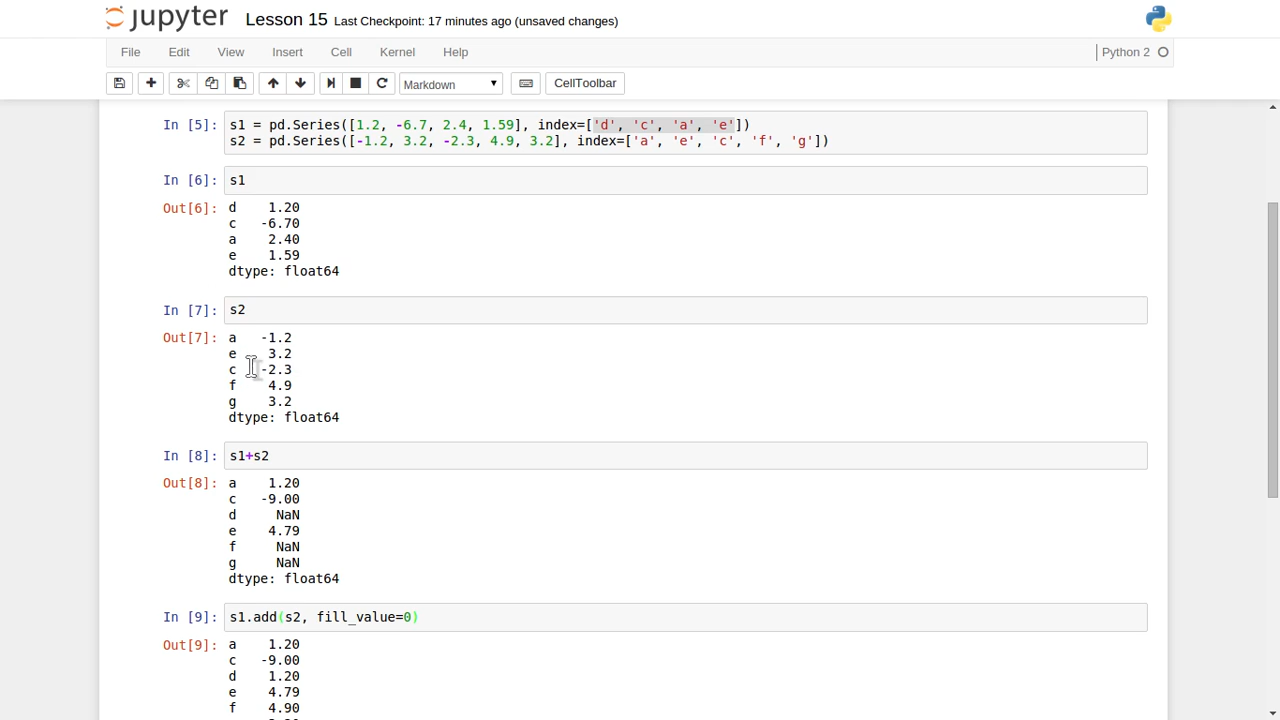 jupyter Lesson 15 Last Checkpoint: 17 minutes ago (unsaved changes)
File Edit View Insert Cell Kernel Help Python 2
Markdown CellToolbar
In [5]: s1 = pd.Series([1.2, -6.7, 2.4, 1.59], index=['d', 'c', 'a', 'e'])
s2 = pd.Series([-1.2, 3.2, -2.3, 4.9, 3.2], index=['a', 'e', 'c', 'f', 'g'])
In [6]: s1
Out[6]: d 1.20
c -6.70
a 2.40
e 1.59
dtype: float64
In [7]: s2
Out[7]: a -1.2
e 3.2
c -2.3
f 4.9
g 3.2
dtype: float64
In [8]: s1+s2
Out[8]: a 1.20
c -9.00
d NaN
e 4.79
f NaN
g NaN
dtype: float64
In [9]: s1.add(s2, fill_value=0)
Out[9]: a 1.20
c -9.00
d 1.20
e 4.79
f 4.90